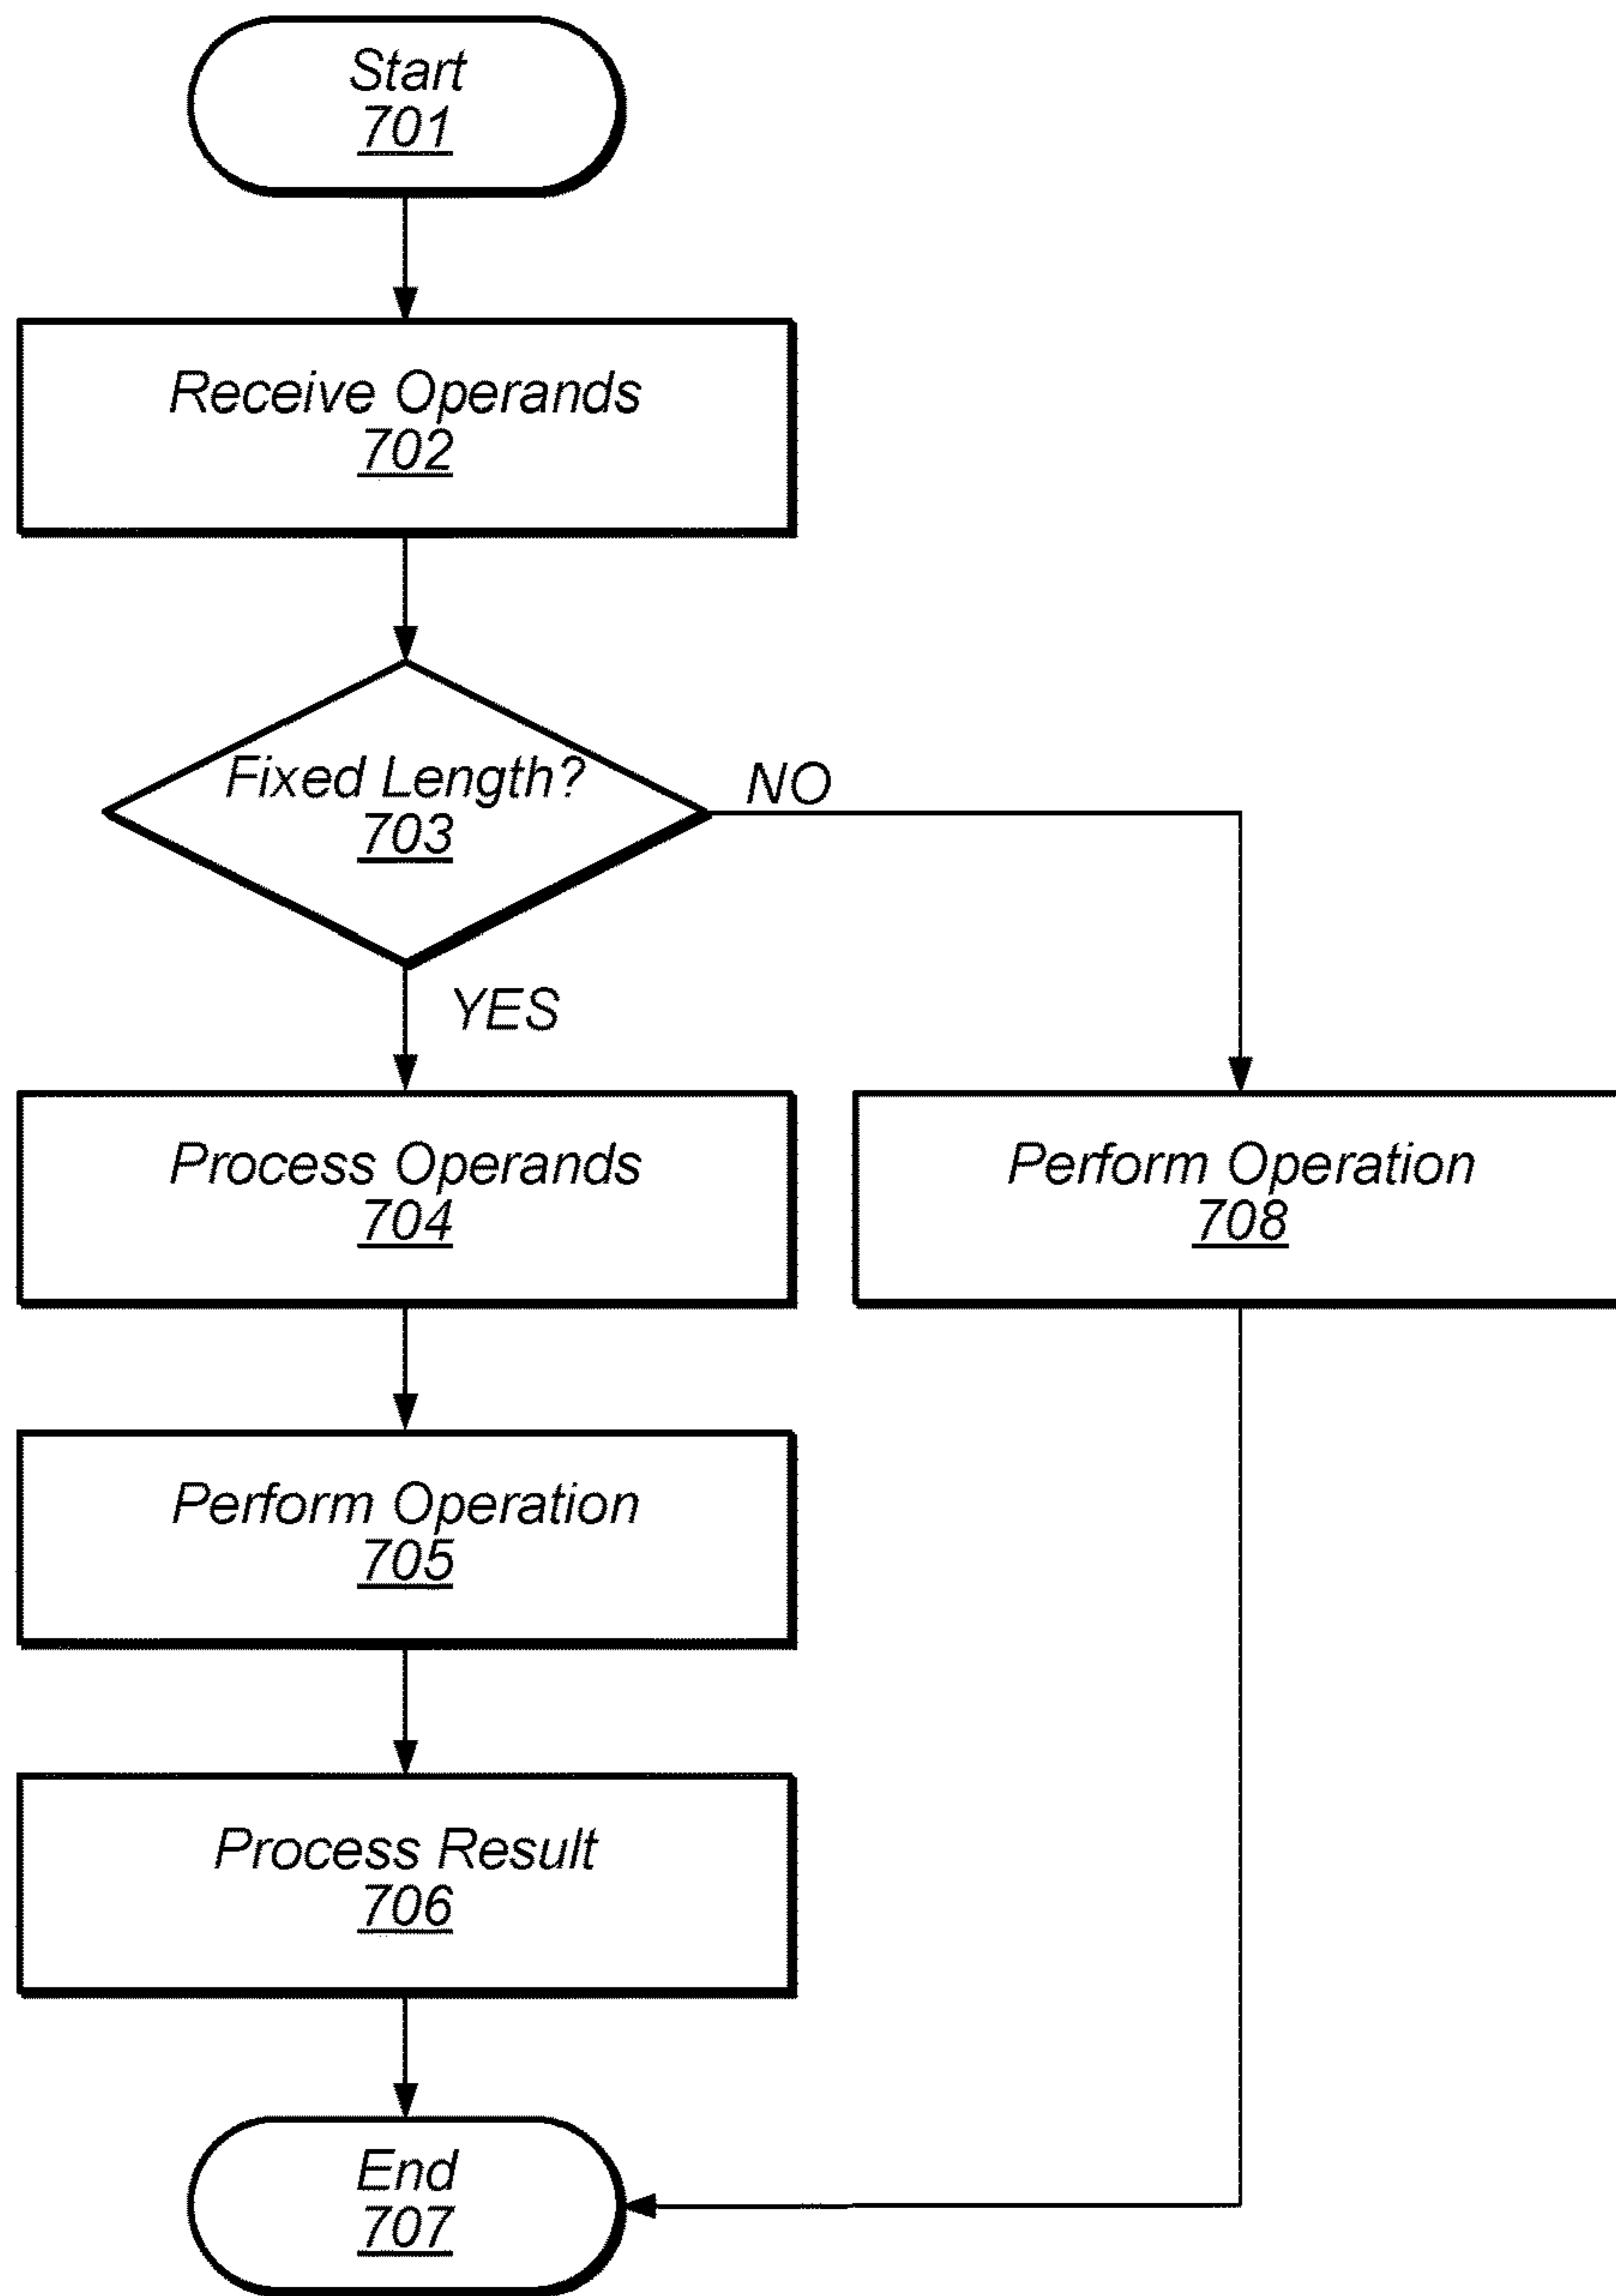 Start
701
Receive Operands
702
Fixed Length?
703
NO
YES
Process Operands
704
Perform Operation
708
Perform Operation
705
Process Result
706
End
707